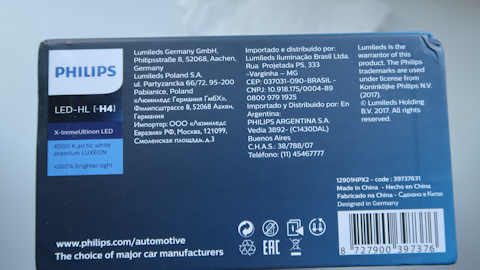 PHILIPS
LED-HL [~H4]
X-tremeUltinon LED
6500 K arctic white
premium LUXEON
+200% brighter light
Lumileds Germany GmbH,
Philipsstraße 8, 52068, Aachen,
Germany
Lumileds Poland S.A.
ul. Partyzancka 66/72, 95-200
Pabianice, Poland
«Люмиледс Германия ГмбХ»,
Филипсштрассе 8, 52068 Аахен,
Германия
Импортер: ООО «Люмиледс
Евразия» РФ, Москва, 121099,
Смоленская площадь, д.3
Importado e distribuido por:
Lumileds Iluminação Brasil Ltda.
Rua Projetada P5, 333
-Varginha – MG
CEP: 037031-090-BRASIL -
CNPJ: 10.918.175/0004-89
0800 979 1925
Importado y Distribuido por: En
Argentina:
PHILIPS ARGENTINA S.A.
Vedia 3892- (C1430DAL)
Buenos Aires
C.H.A.S.: 38/788/07
Teléfono: (11) 45467777
Lumileds is the
warrantor of this
product. The Philips
trademarks are used
under license from
Koninklijke Philips N.V.
(2017).
© Lumileds Holding
B.V. 2017. All rights
reserved.
12901HPX2 - code : 39737631
Made in China - Hecho en China
Fabricado na China - Сделано в Китае
Designed in Germany
www.philips.com/automotive
The choice of major car manufacturers
EAC
8 727900 397376